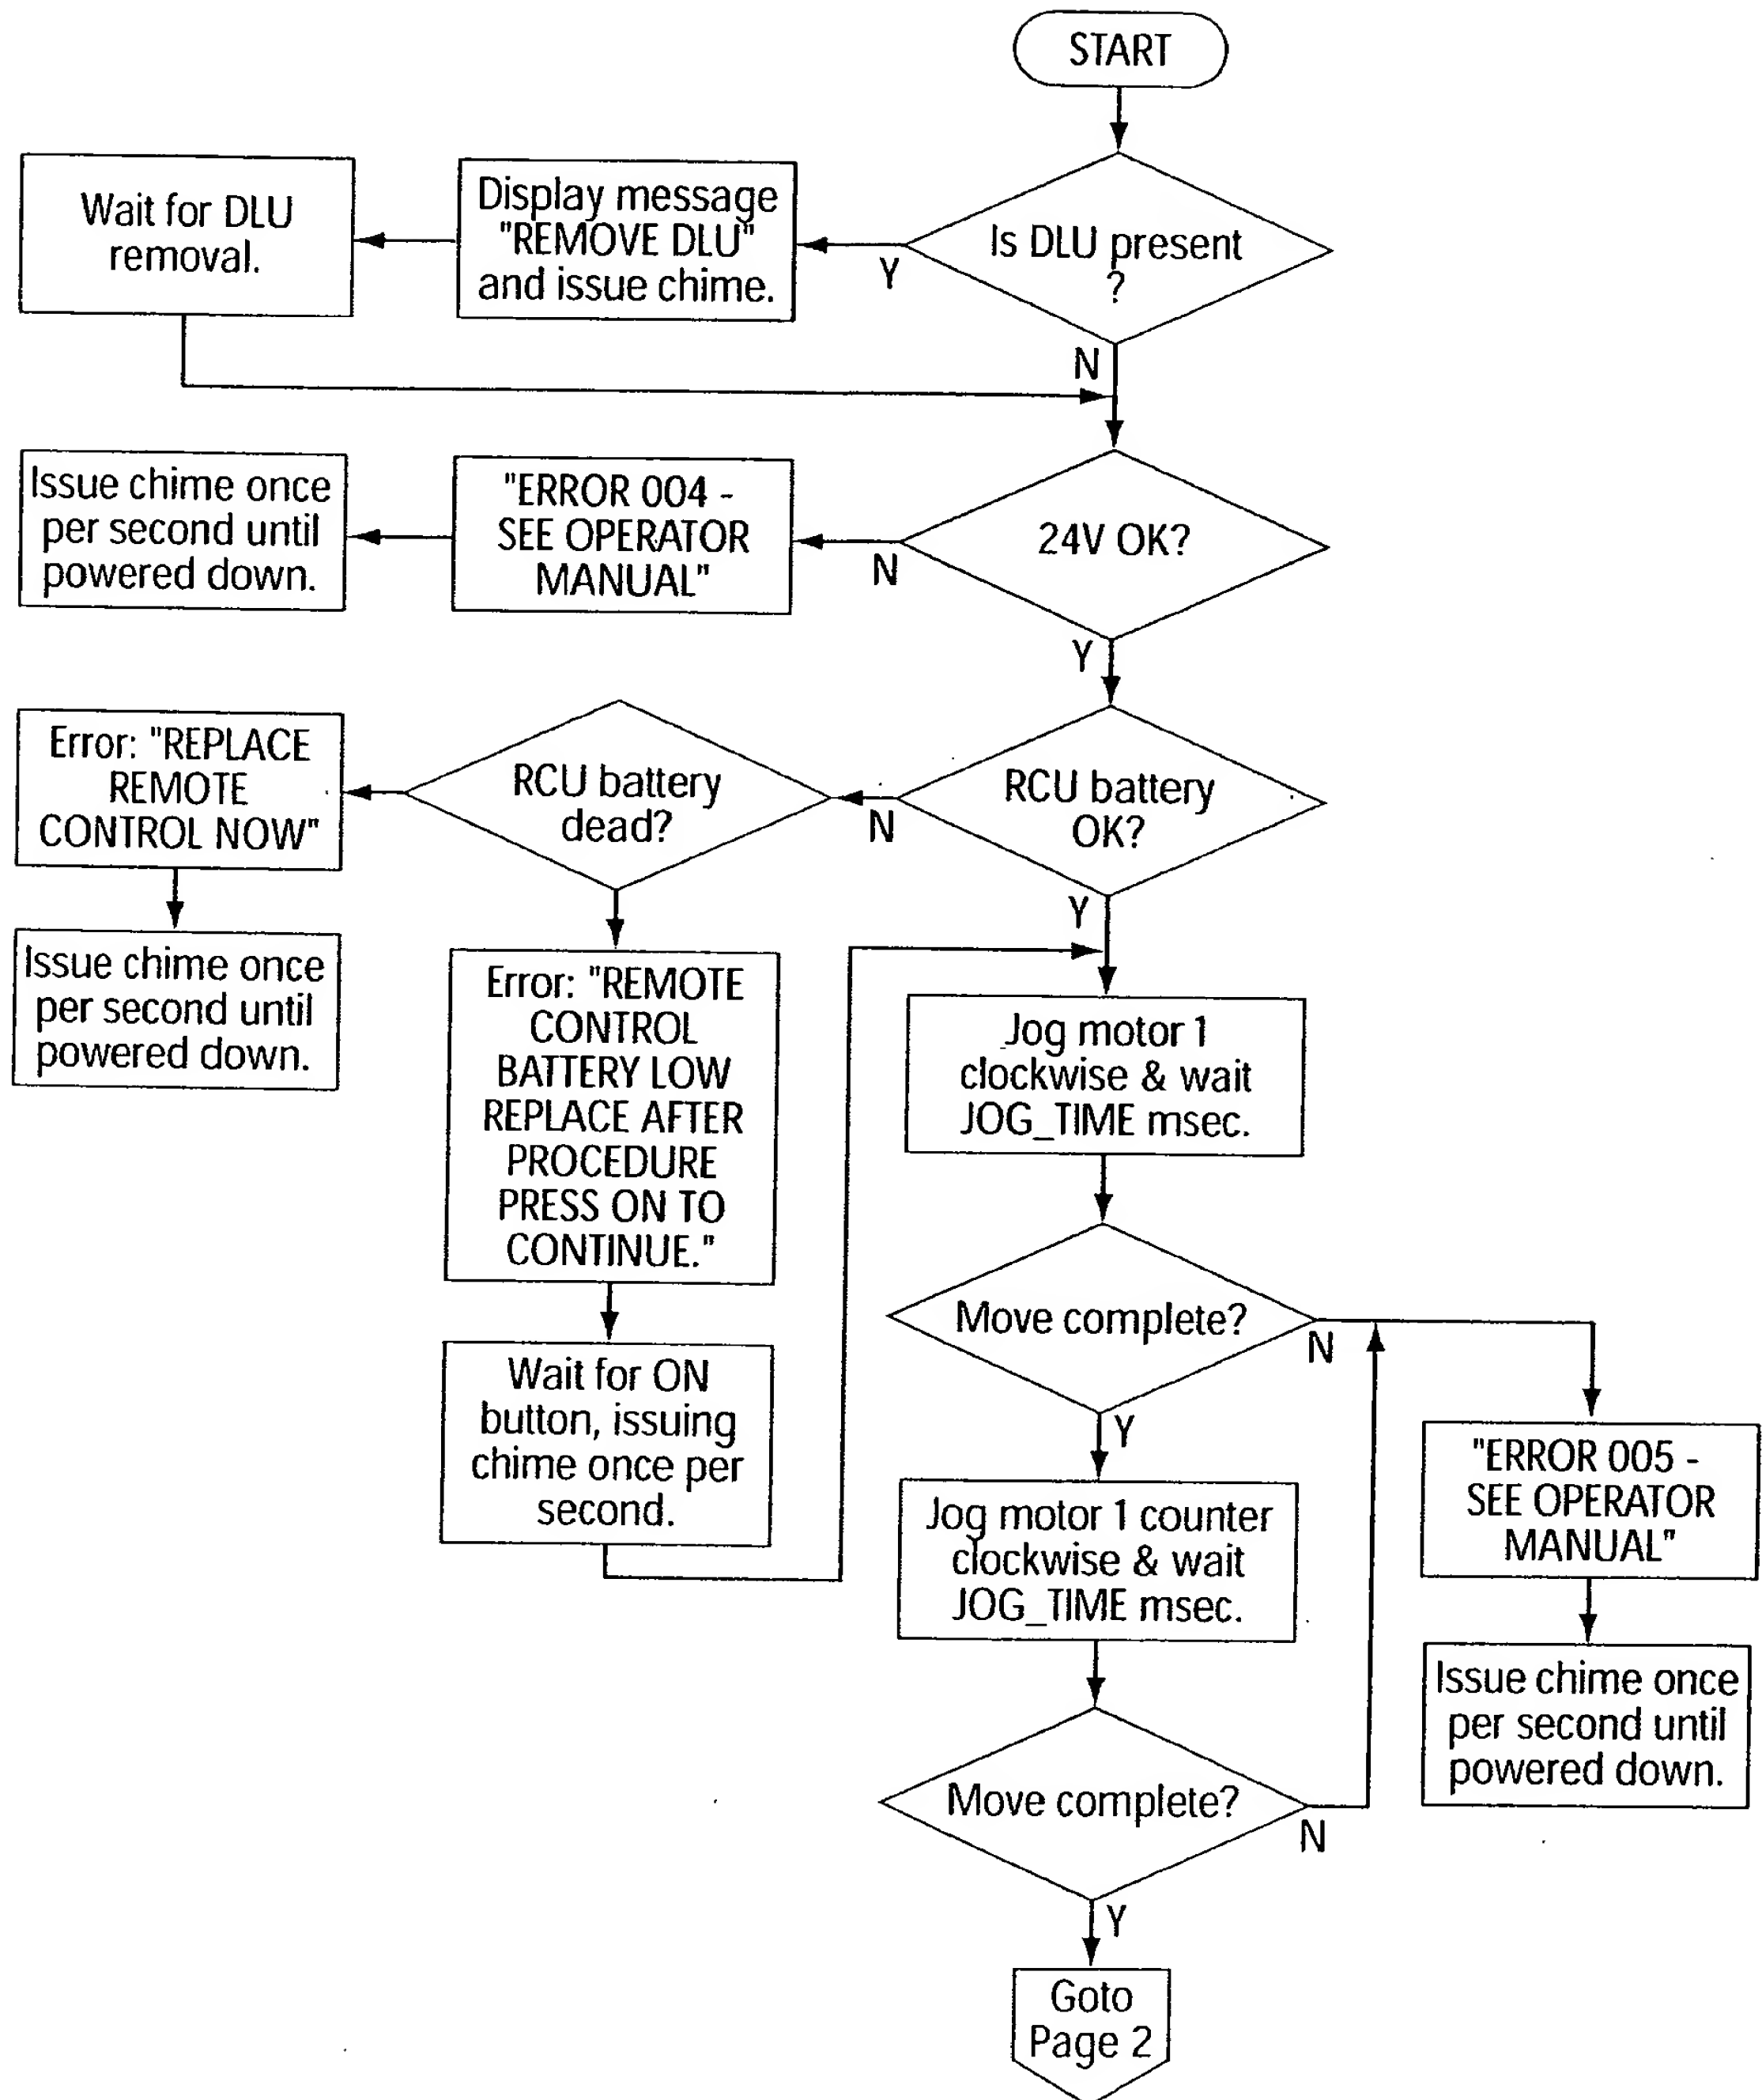 START
Is DLU present
?
Y
N
Display message
"REMOVE DLU"
and issue chime.
Wait for DLU
removal.
24V OK?
N
Y
"ERROR 004 -
SEE OPERATOR
MANUAL"
Issue chime once
per second until
powered down.
RCU battery
OK?
N
Y
RCU battery
dead?
Error: "REPLACE
REMOTE
CONTROL NOW"
Issue chime once
per second until
powered down.
Error: "REMOTE
CONTROL
BATTERY LOW
REPLACE AFTER
PROCEDURE
PRESS ON TO
CONTINUE."
Wait for ON
button, issuing
chime once per
second.
Jog motor 1
clockwise & wait
JOG_TIME msec.
Move complete?
N
Y
"ERROR 005 -
SEE OPERATOR
MANUAL"
Issue chime once
per second until
powered down.
Jog motor 1 counter
clockwise & wait
JOG_TIME msec.
Move complete?
N
Y
Goto
Page 2